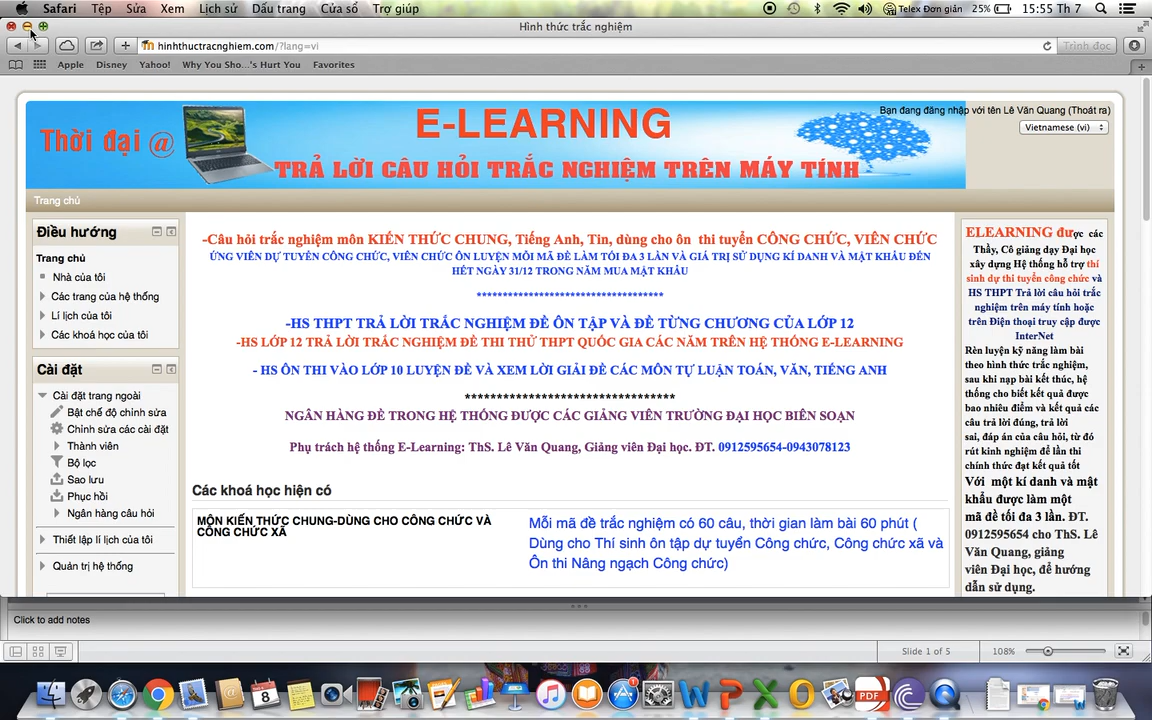 Safari Tệp Sửa Xem Lịch sử Dấu trang Cửa sổ Trợ giúp Telex Đơn giản 25% 15:55 Th 7
Hình thức trắc nghiệm
hinhthuctracnghiem.com/?lang=vi Trình đọc
Apple Disney Yahoo! Why You Sho...'s Hurt You Favorites
Bạn đang đăng nhập với tên Lê Văn Quang (Thoát ra)
Vietnamese (vi)
Thời đại @
E-LEARNING
TRẢ LỜI CÂU HỎI TRẮC NGHIỆM TRÊN MÁY TÍNH
Trang chủ
Điều hướng
Trang chủ
Nhà của tôi
Các trang của hệ thống
Lí lịch của tôi
Các khoá học của tôi
Cài đặt
Cài đặt trang ngoài
Bật chế độ chỉnh sửa
Chỉnh sửa các cài đặt
Thành viên
Bộ lọc
Sao lưu
Phục hồi
Ngân hàng câu hỏi
Thiết lập lí lịch của tôi
Quản trị hệ thống
-Câu hỏi trắc nghiệm môn KIẾN THỨC CHUNG, Tiếng Anh, Tin, dùng cho ôn thi tuyển CÔNG CHỨC, VIÊN CHỨC
ỨNG VIÊN DỰ TUYỂN CÔNG CHỨC, VIÊN CHỨC ÔN LUYỆN MỖI MÃ ĐỀ LÀM TỐI ĐA 3 LẦN VÀ GIÁ TRỊ SỬ DỤNG KÍ DANH VÀ MẬT KHẨU ĐẾN
HẾT NGÀY 31/12 TRONG NĂM MUA MẬT KHẨU
************************************
-HS THPT TRẢ LỜI TRẮC NGHIỆM ĐỀ ÔN TẬP VÀ ĐỀ TỪNG CHƯƠNG CỦA LỚP 12
-HS LỚP 12 TRẢ LỜI TRẮC NGHIỆM ĐỀ THI THỬ THPT QUỐC GIA CÁC NĂM TRÊN HỆ THỐNG E-LEARNING
- HS ÔN THI VÀO LỚP 10 LUYỆN ĐỀ VÀ XEM LỜI GIẢI ĐỀ CÁC MÔN TỰ LUẬN TOÁN, VĂN, TIẾNG ANH
*********************************
NGÂN HÀNG ĐỀ TRONG HỆ THỐNG ĐƯỢC CÁC GIẢNG VIÊN TRƯỜNG ĐẠI HỌC BIÊN SOẠN
Phụ trách hệ thống E-Learning: ThS. Lê Văn Quang, Giảng viên Đại học. ĐT. 0912595654-0943078123
Các khoá học hiện có
MÔN KIẾN THỨC CHUNG-DÙNG CHO CÔNG CHỨC VÀ
CÔNG CHỨC XÃ
Mỗi mã đề trắc nghiệm có 60 câu, thời gian làm bài 60 phút (
Dùng cho Thí sinh ôn tập dự tuyển Công chức, Công chức xã và
Ôn thi Nâng ngạch Công chức)
ELEARNING được các
Thầy, Cô giảng dạy Đại học
xây dựng Hệ thống hỗ trợ thí
sinh dự thi tuyển công chức và
HS THPT Trả lời câu hỏi trắc
nghiệm trên máy tính hoặc
trên Điện thoại truy cập được
InterNet
Rèn luyện kỹ năng làm bài
theo hình thức trắc nghiệm,
sau khi nạp bài kết thúc, hệ
thống cho biết kết quả được
bao nhiêu điểm và kết quả các
câu trả lời đúng, trả lời
sai, đáp án của câu hỏi, từ đó
rút kinh nghiệm để lần thi
chính thức đạt kết quả tốt
Với một kí danh và mật
khẩu được làm một
mã đề tối đa 3 lần. ĐT.
0912595654 cho ThS. Lê
Văn Quang, giảng
viên Đại học, để hướng
dẫn sử dụng.
Click to add notes
Slide 1 of 5 108%